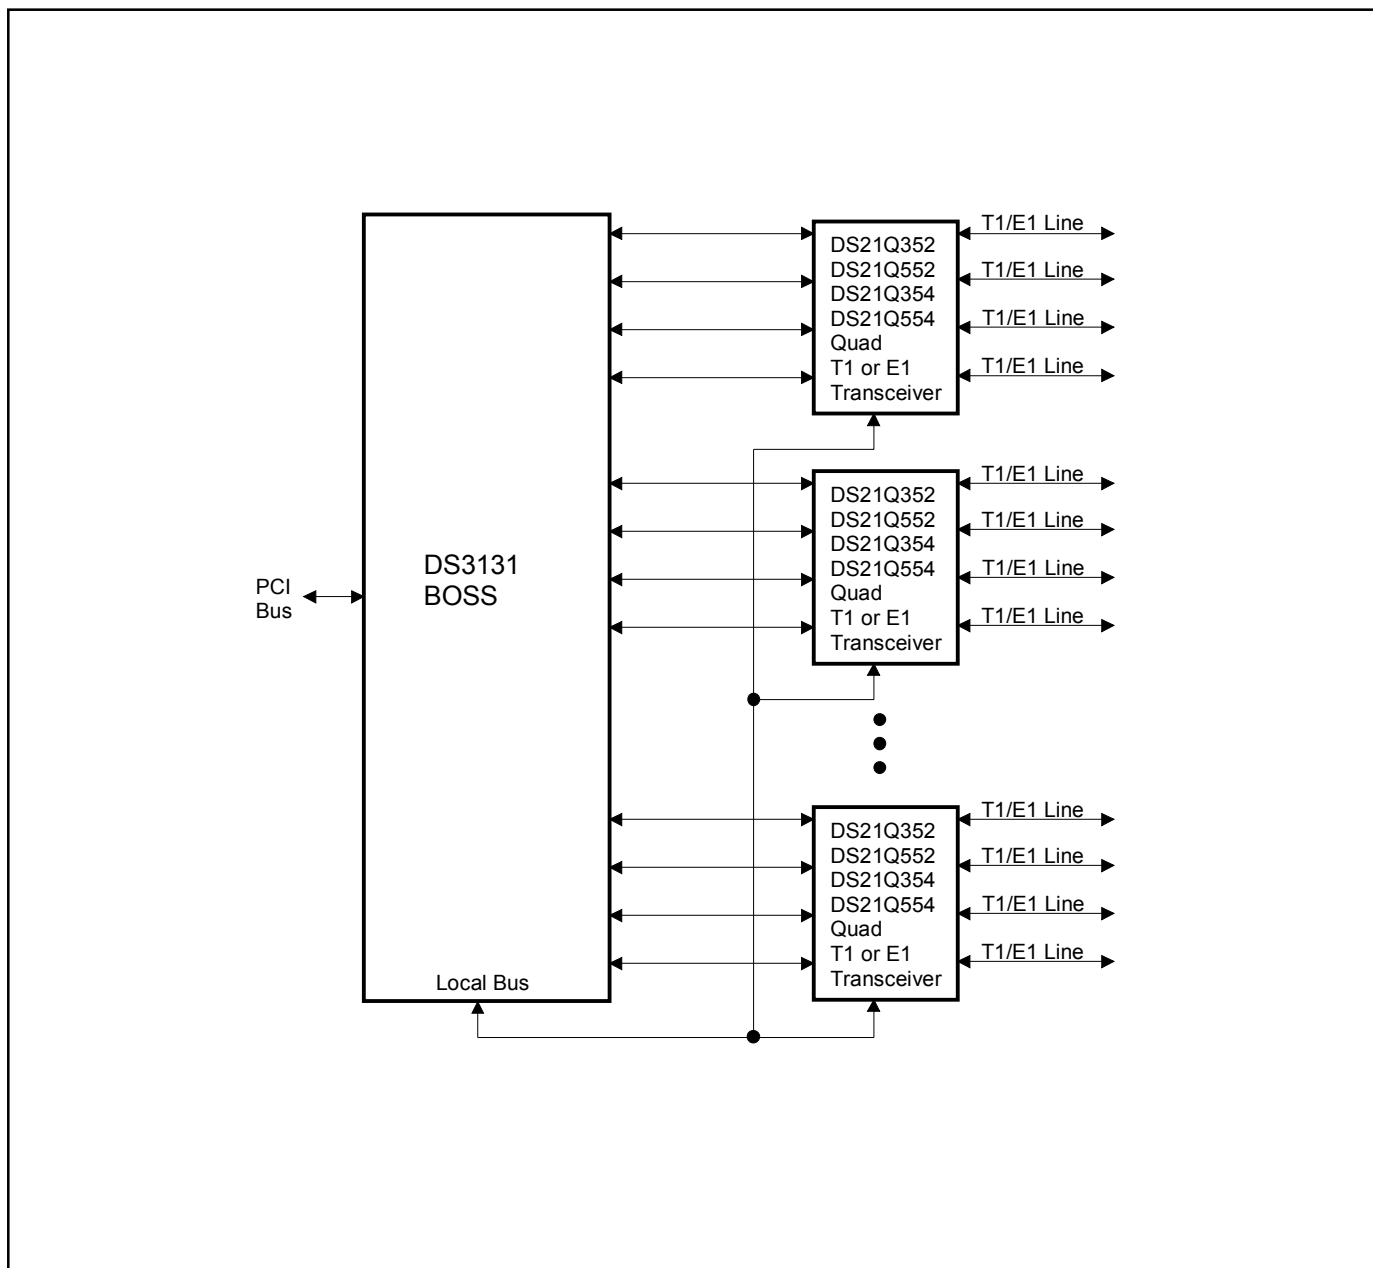 PCI
Bus
DS3131
BOSS
Local Bus
DS21Q352
DS21Q552
DS21Q354
DS21Q554
Quad
T1 or E1
Transceiver
T1/E1 Line
T1/E1 Line
T1/E1 Line
T1/E1 Line
DS21Q352
DS21Q552
DS21Q354
DS21Q554
Quad
T1 or E1
Transceiver
T1/E1 Line
T1/E1 Line
T1/E1 Line
T1/E1 Line
DS21Q352
DS21Q552
DS21Q354
DS21Q554
Quad
T1 or E1
Transceiver
T1/E1 Line
T1/E1 Line
T1/E1 Line
T1/E1 Line